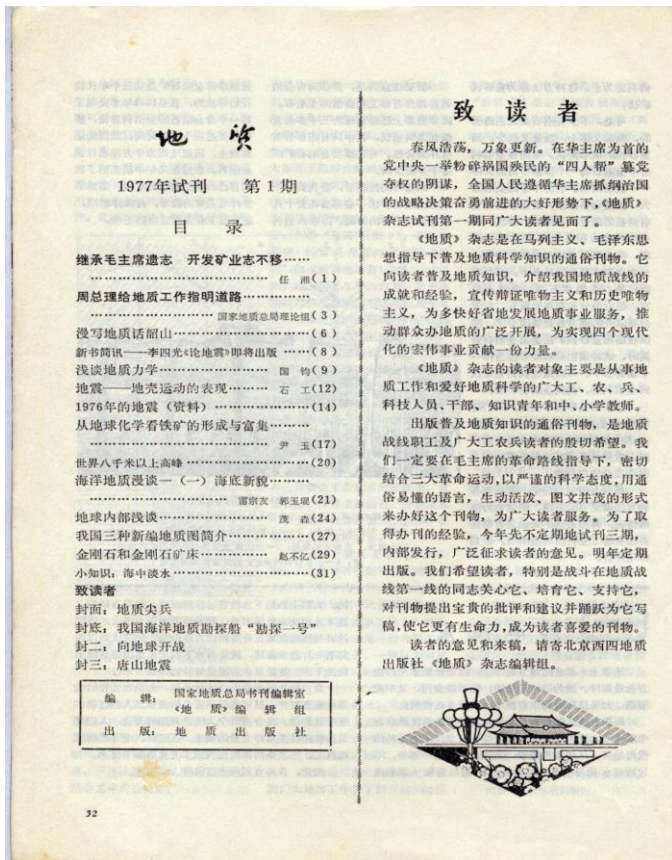 地质
1977年试刊 第1期
目录
继承毛主席遗志 开发矿业志不移……
……………………………… 任 湘(1)
周总理给地质工作指明道路……………
………………………国家地质总局理论组(3)
漫写地质话韶山……………………(6)
新书简讯——李四光《论地震》即将出版 ……(8)
浅谈地质力学…………… 国 钧(9)
地震——地壳运动的表现……… 石 工(12)
1976年的地震(资料)………………(14)
从地球化学看铁矿的形成与富集………
……………………………… 尹 玉(17)
世界八千米以上高峰…………………(20)
海洋地质漫谈—(一)海底新貌………
……………………雷宗友 郭玉琨(21)
地球内部浅谈……………… 茂 森(24)
我国三种新编地质图简介……………(27)
金刚石和金刚石矿床………… 赵不亿(29)
小知识:海中淡水……………………(31)
致读者
封面:地质尖兵
封底:我国海洋地质勘探船“勘探一号”
封二:向地球开战
封三:唐山地震
编辑:国家地质总局书刊编辑室
《地质》编辑组
出版:地质出版社
32
致读者
春风浩荡,万象更新。在华主席为首的
党中央一举粉碎祸国殃民的“四人帮”篡党
夺权的阴谋,全国人民遵循华主席抓纲治国
的战略决策奋勇前进的大好形势下,《地质》
杂志试刊第一期同广大读者见面了。
《地质》杂志是在马列主义、毛泽东思
想指导下普及地质科学知识的通俗刊物。它
向读者普及地质知识,介绍我国地质战线的
成就和经验,宣传辩证唯物主义和历史唯物
主义,为多快好省地发展地质事业服务,推
动群众办地质的广泛开展,为实现四个现代
化的宏伟事业贡献一份力量。
《地质》杂志的读者对象主要是从事地
质工作和爱好地质科学的广大工、农、兵、
科技人员、干部、知识青年和中、小学教师。
出版普及地质知识的通俗刊物,是地质
战线职工及广大工农兵读者的殷切希望。我
们一定要在毛主席的革命路线指导下,密切
结合三大革命运动,以严谨的科学态度,用通
俗易懂的语言,生动活泼、图文并茂的形式
来办好这个刊物,为广大读者服务。为了取
得办刊的经验,今年先不定期地试刊三期,
内部发行,广泛征求读者的意见。明年定期
出版。我们希望读者,特别是战斗在地质战
线第一线的同志关心它、培育它、支持它,
对刊物提出宝贵的批评和建议并踊跃为它写
稿,使它更有生命力,成为读者喜爱的刊物。
读者的意见和来稿,请寄北京西四地质
出版社《地质》杂志编辑组。